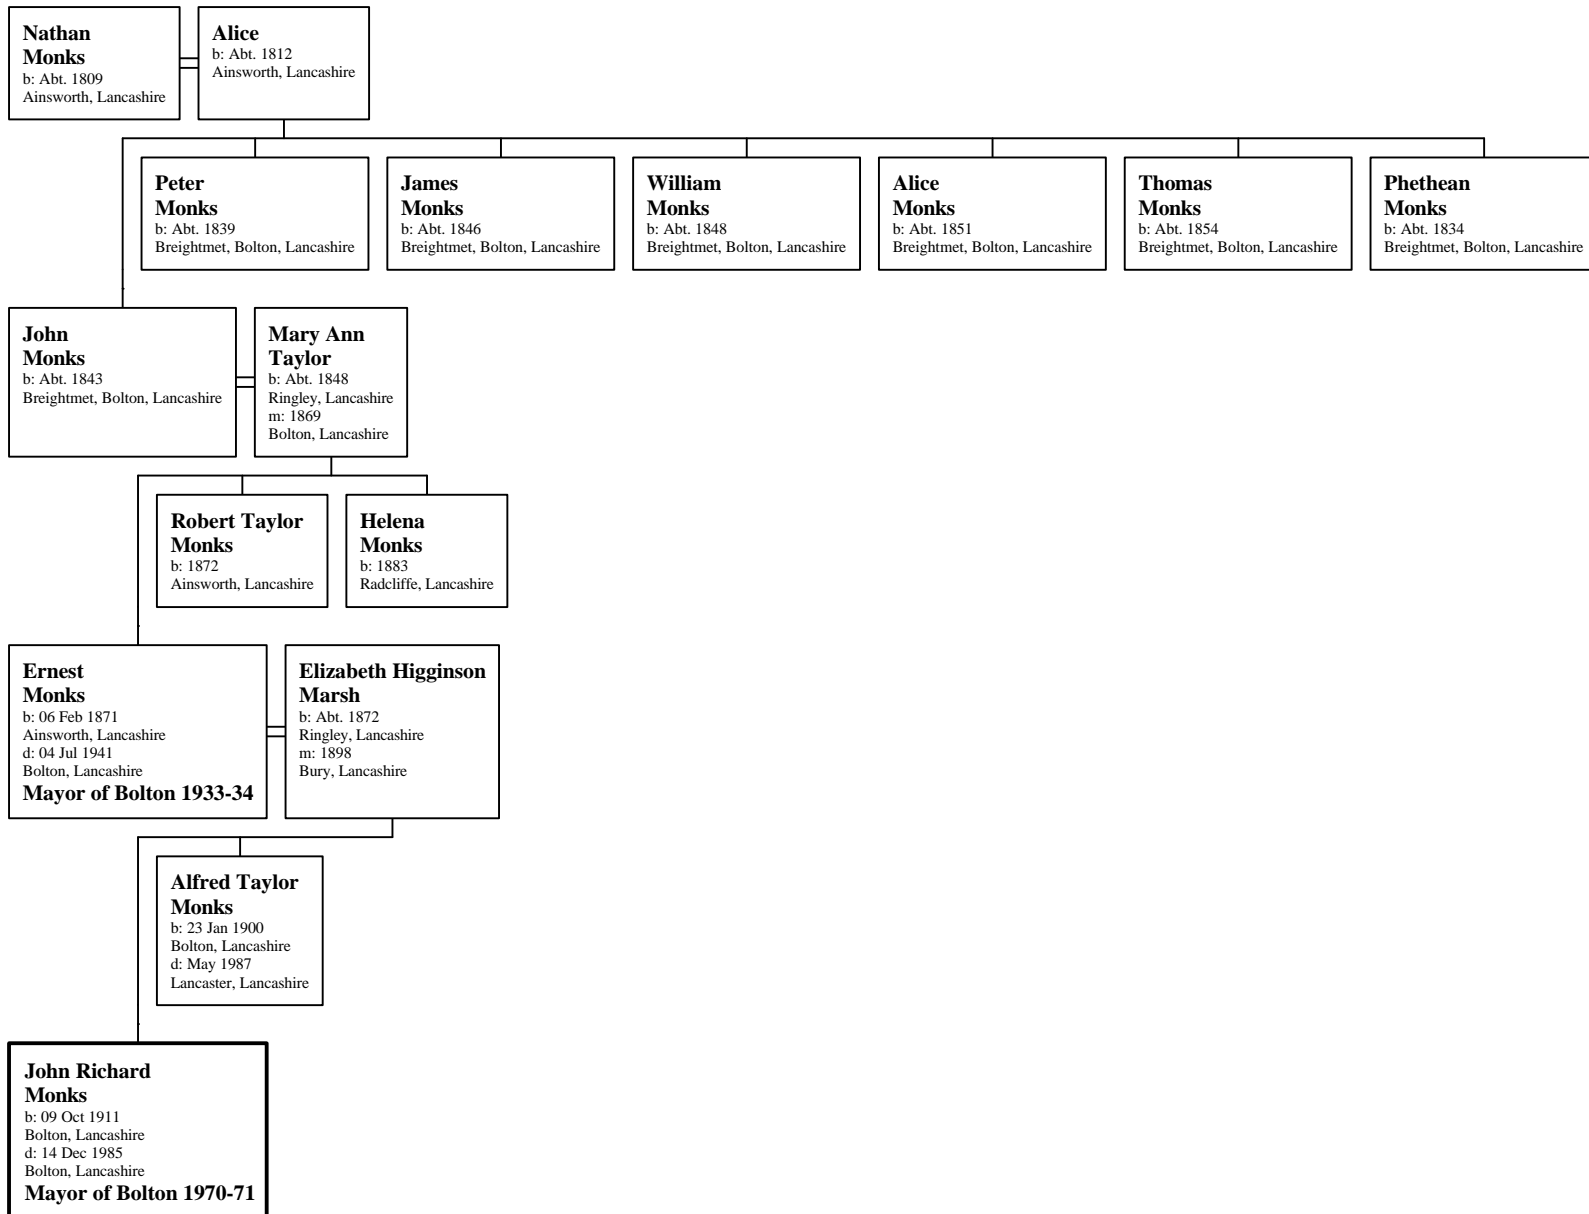 Nathan
Monks
b: Abt. 1809
Ainsworth, Lancashire
Alice
b: Abt. 1812
Ainsworth, Lancashire
Peter
Monks
b: Abt. 1839
Breightmet, Bolton, Lancashire
James
Monks
b: Abt. 1846
Breightmet, Bolton, Lancashire
William
Monks
b: Abt. 1848
Breightmet, Bolton, Lancashire
Alice
Monks
b: Abt. 1851
Breightmet, Bolton, Lancashire
Thomas
Monks
b: Abt. 1854
Breightmet, Bolton, Lancashire
Phethean
Monks
b: Abt. 1834
Breightmet, Bolton, Lancashire
John
Monks
b: Abt. 1843
Breightmet, Bolton, Lancashire
Mary Ann
Taylor
b: Abt. 1848
Ringley, Lancashire
m: 1869
Bolton, Lancashire
Robert Taylor
Monks
b: 1872
Ainsworth, Lancashire
Helena
Monks
b: 1883
Radcliffe, Lancashire
Ernest
Monks
b: 06 Feb 1871
Ainsworth, Lancashire
d: 04 Jul 1941
Bolton, Lancashire
Mayor of Bolton 1933-34
Elizabeth Higginson
Marsh
b: Abt. 1872
Ringley, Lancashire
m: 1898
Bury, Lancashire
Alfred Taylor
Monks
b: 23 Jan 1900
Bolton, Lancashire
d: May 1987
Lancaster, Lancashire
John Richard
Monks
b: 09 Oct 1911
Bolton, Lancashire
d: 14 Dec 1985
Bolton, Lancashire
Mayor of Bolton 1970-71